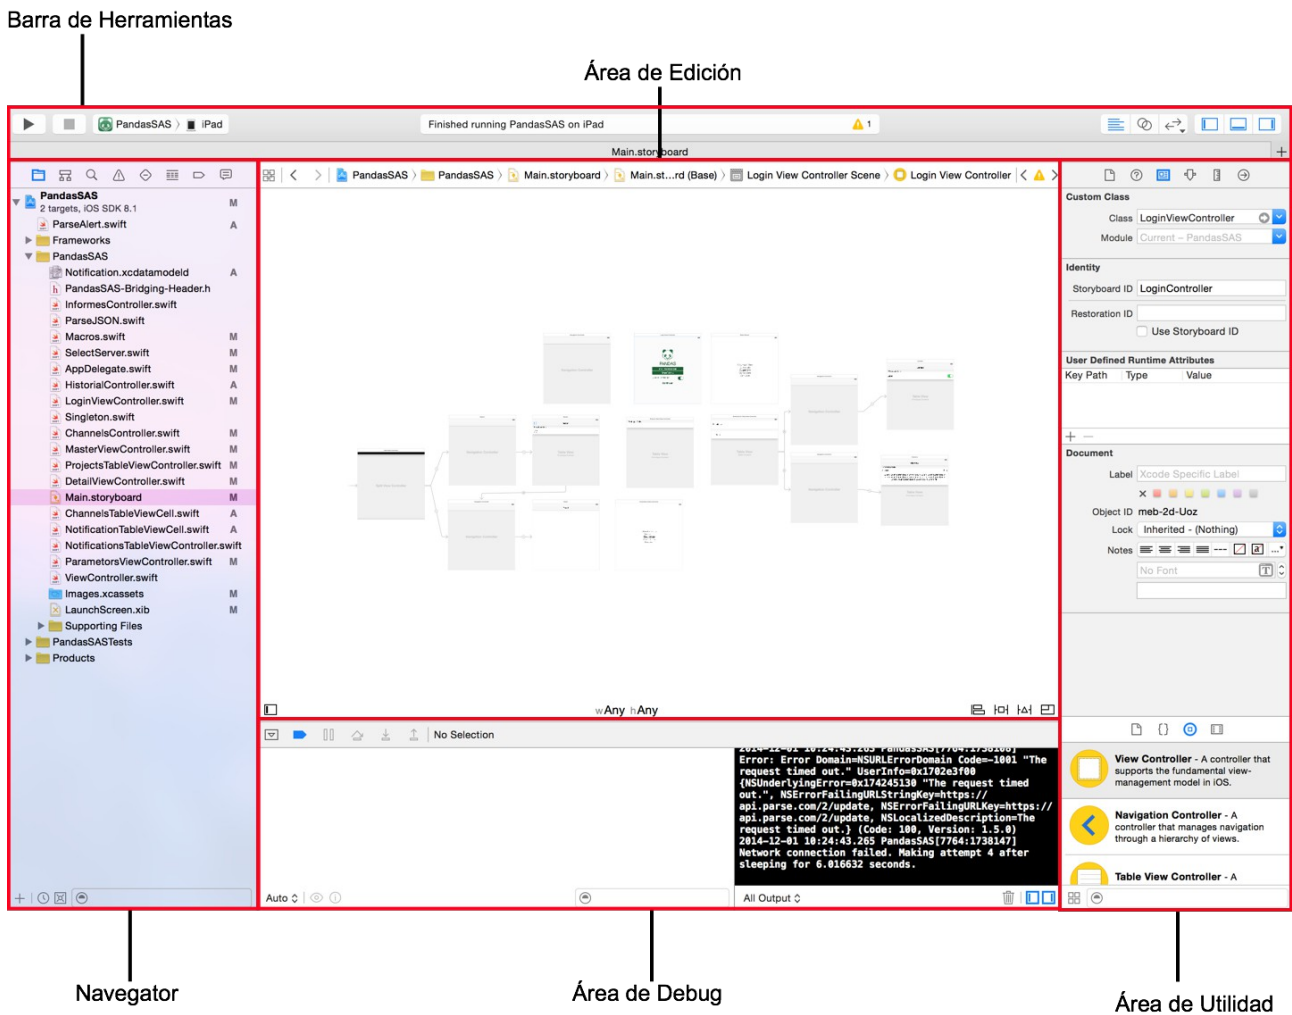 Barra de Herramientas
Área de Edición
PandasSAS 〉 iPad
Finished running PandasSAS on iPad
1
Main.storyboard
PandasSAS
2 targets, iOS SDK 8.1
M
ParseAlert.swift
A
Frameworks
PandasSAS
Notification.xcdatamodeld
A
h PandasSAS-Bridging-Header.h
InformesController.swift
ParseJSON.swift
Macros.swift
M
SelectServer.swift
M
AppDelegate.swift
M
HistorialController.swift
A
LoginViewController.swift
M
Singleton.swift
ChannelsController.swift
M
MasterViewController.swift
M
ProjectsTableViewController.swift
M
DetailViewController.swift
M
Main.storyboard
M
ChannelsTableViewCell.swift
A
NotificationTableViewCell.swift
A
NotificationsTableViewController.swift
ParametorsViewController.swift
M
ViewController.swift
Images.xcassets
M
LaunchScreen.xib
M
Supporting Files
PandasSASTests
Products
PandasSAS 〉 PandasSAS 〉 Main.storyboard 〉 Main.st...rd (Base) 〉 Login View Controller Scene 〉 Login View Controller
PANDAS
wAny hAny
No Selection
2014-12-01 10:24:43.265 PandasSAS[7764:1738108]
Error: Error Domain=NSURLErrorDomain Code=-1001 "The
request timed out." UserInfo=0x1702e3f00
{NSUnderlyingError=0x174245130 "The request timed
out.", NSErrorFailingURLStringKey=https://
api.parse.com/2/update, NSErrorFailingURLKey=https://
api.parse.com/2/update, NSLocalizedDescription=The
request timed out.} (Code: 100, Version: 1.5.0)
2014-12-01 10:24:43.265 PandasSAS[7764:1738147]
Network connection failed. Making attempt 4 after
sleeping for 6.016632 seconds.
Auto
All Output
Custom Class
Class LoginViewController
Module Current – PandasSAS
Identity
Storyboard ID LoginController
Restoration ID
Use Storyboard ID
User Defined Runtime Attributes
Key Path Type Value
Document
Label Xcode Specific Label
Object ID meb-2d-Uoz
Lock Inherited - (Nothing)
Notes
No Font
View Controller - A controller that
supports the fundamental view-
management model in iOS.
Navigation Controller - A
controller that manages navigation
through a hierarchy of views.
Table View Controller - A
Navegator
Área de Debug
Área de Utilidad